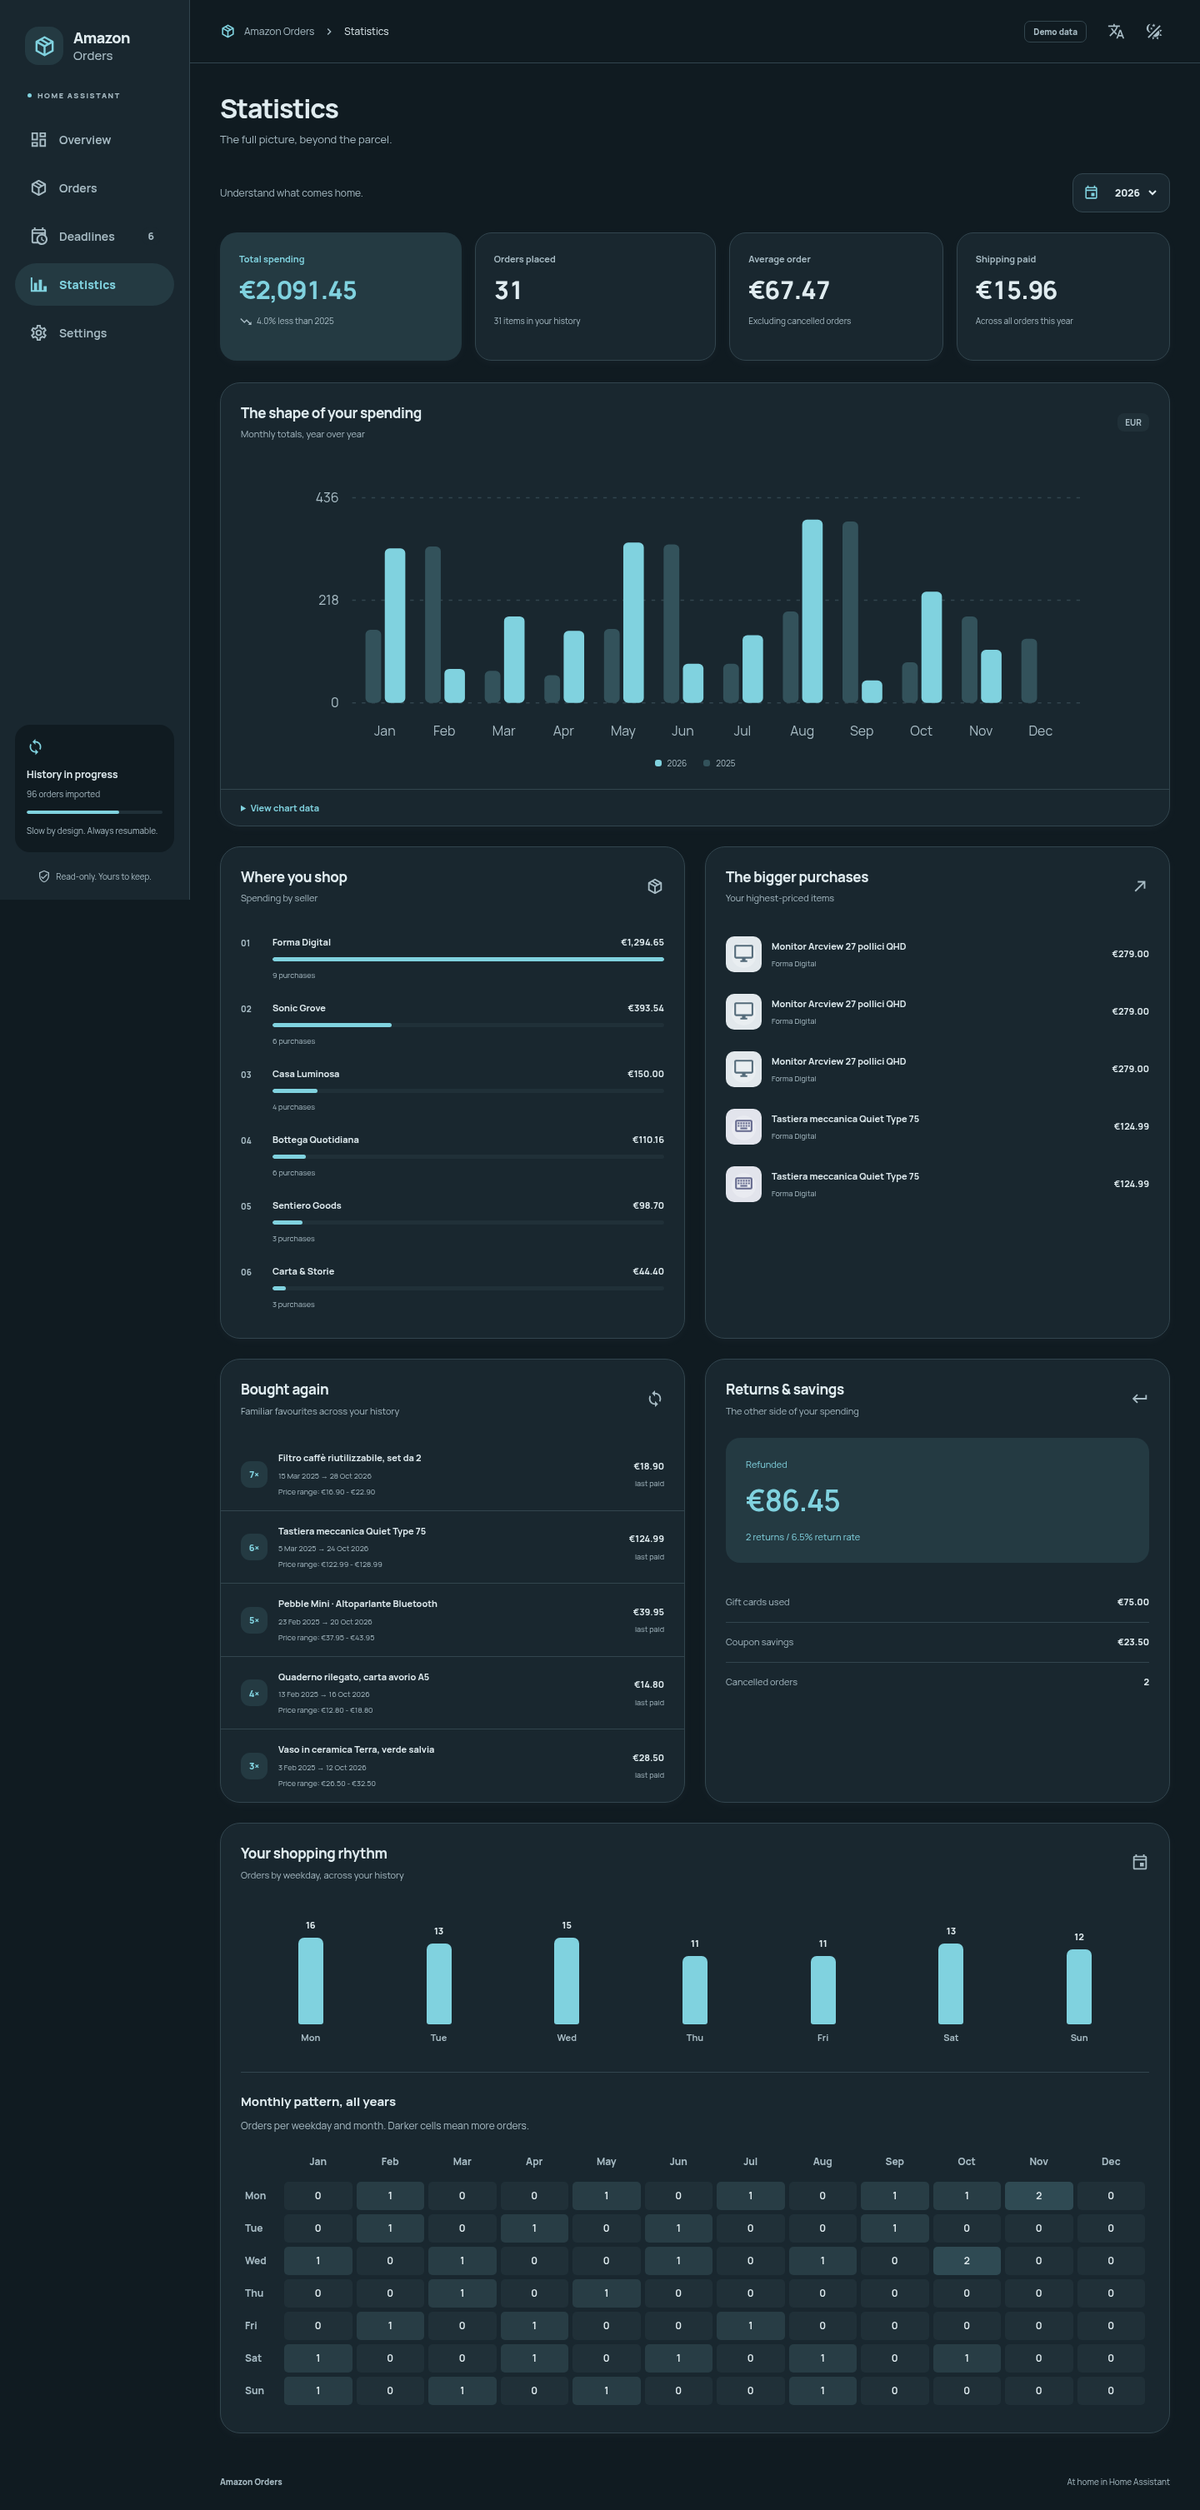 Amazon
Orders
HOME ASSISTANT
Overview
Orders
Deadlines 6
Statistics
Settings
History in progress
96 orders imported
Slow by design. Always resumable.
Read-only. Yours to keep.
Amazon Orders > Statistics
Demo data
Statistics
The full picture, beyond the parcel.
Understand what comes home.
2026
Total spending
€2,091.45
4.0% less than 2025
Orders placed
31
31 items in your history
Average order
€67.47
Excluding cancelled orders
Shipping paid
€15.96
Across all orders this year
The shape of your spending
Monthly totals, year over year
EUR
436
218
0
Jan Feb Mar Apr May Jun Jul Aug Sep Oct Nov Dec
2026 2025
View chart data
Where you shop
Spending by seller
01 Forma Digital €1,294.65
9 purchases
02 Sonic Grove €393.54
6 purchases
03 Casa Luminosa €150.00
4 purchases
04 Bottega Quotidiana €110.16
6 purchases
05 Sentiero Goods €98.70
3 purchases
06 Carta & Storie €44.40
3 purchases
The bigger purchases
Your highest-priced items
Monitor Arcview 27 pollici QHD
Forma Digital
€279.00
Monitor Arcview 27 pollici QHD
Forma Digital
€279.00
Monitor Arcview 27 pollici QHD
Forma Digital
€279.00
Tastiera meccanica Quiet Type 75
Forma Digital
€124.99
Tastiera meccanica Quiet Type 75
Forma Digital
€124.99
Bought again
Familiar favourites across your history
7×
Filtro caffè riutilizzabile, set da 2
15 Mar 2025 → 28 Oct 2026
Price range: €16.90 - €22.90
€18.90
last paid
6×
Tastiera meccanica Quiet Type 75
5 Mar 2025 → 24 Oct 2026
Price range: €122.99 - €128.99
€124.99
last paid
5×
Pebble Mini · Altoparlante Bluetooth
23 Feb 2025 → 20 Oct 2026
Price range: €37.95 - €43.95
€39.95
last paid
4×
Quaderno rilegato, carta avorio A5
13 Feb 2025 → 16 Oct 2026
Price range: €12.80 - €18.80
€14.80
last paid
3×
Vaso in ceramica Terra, verde salvia
3 Feb 2025 → 12 Oct 2026
Price range: €26.50 - €32.50
€28.50
last paid
Returns & savings
The other side of your spending
Refunded
€86.45
2 returns / 6.5% return rate
Gift cards used €75.00
Coupon savings €23.50
Cancelled orders 2
Your shopping rhythm
Orders by weekday, across your history
16 13 15 11 11 13 12
Mon Tue Wed Thu Fri Sat Sun
Monthly pattern, all years
Orders per weekday and month. Darker cells mean more orders.
Jan Feb Mar Apr May Jun Jul Aug Sep Oct Nov Dec
Mon 0 1 0 0 1 0 1 0 1 1 2 0
Tue 0 1 0 1 0 1 0 0 1 0 0 0
Wed 1 0 1 0 0 1 0 1 0 2 0 0
Thu 0 0 1 0 1 0 0 0 0 0 0 0
Fri 0 1 0 1 0 0 1 0 0 0 0 0
Sat 1 0 0 1 0 1 0 1 0 1 0 0
Sun 1 0 1 0 1 0 0 1 0 0 0 0
Amazon Orders
At home in Home Assistant